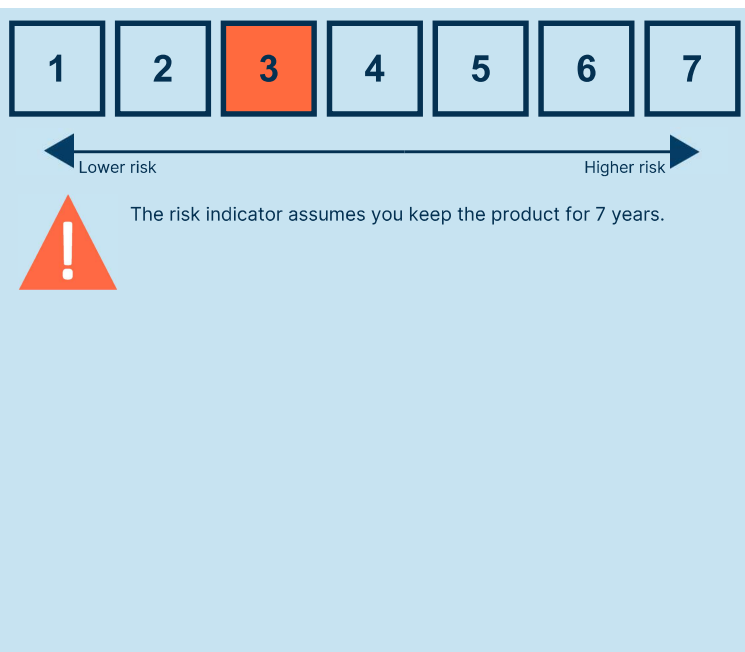 1 2 3 4 5 6 7
Lower risk Higher risk
The risk indicator assumes you keep the product for 7 years.
!